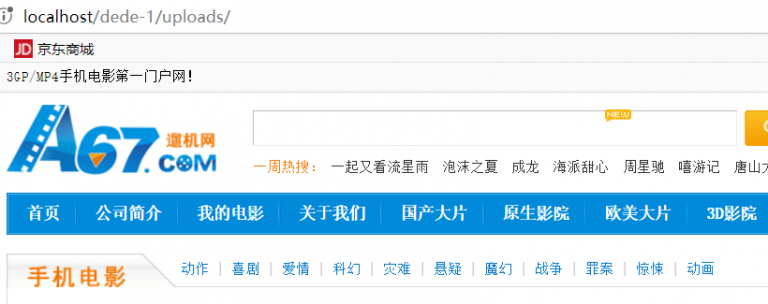 localhost/dede-1/uploads/
JD 京东商城
3GP/MP4手机电影第一门户网!
A67.COM 遛机网
NEW
一周热搜： 一起又看流星雨 泡沫之夏 成龙 海派甜心 周星驰 嘻游记 唐山
首页 公司简介 我的电影 关于我们 国产大片 原生影院 欧美大片 3D影院
手机电影 动作 | 喜剧 | 爱情 | 科幻 | 灾难 | 悬疑 | 魔幻 | 战争 | 罪案 | 惊悚 | 动画